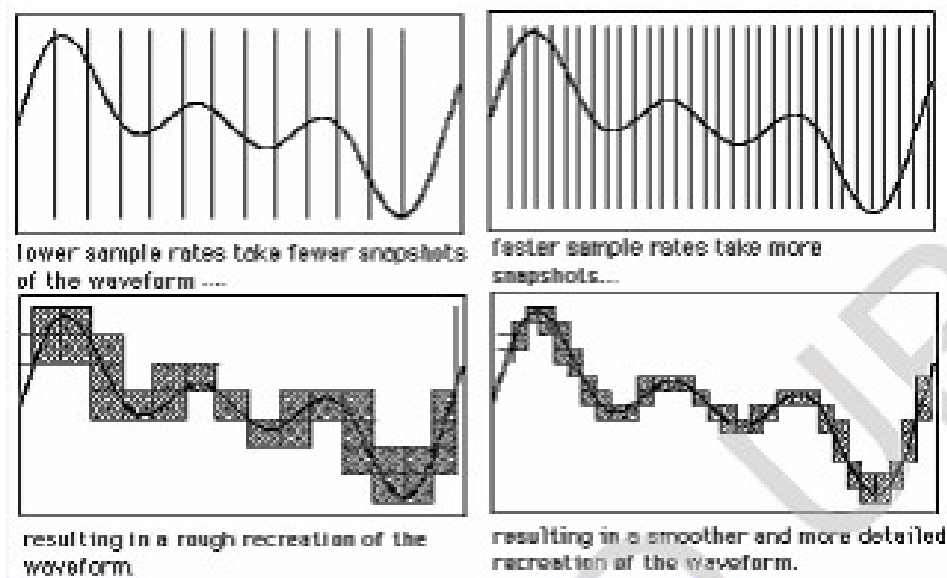 lower sample rates take fewer snapshots
of the waveform ....
faster sample rates take more
snapshots...
resulting in a rough recreation of the
waveform.
resulting in a smoother and more detailed
recreation of the waveform.
UR